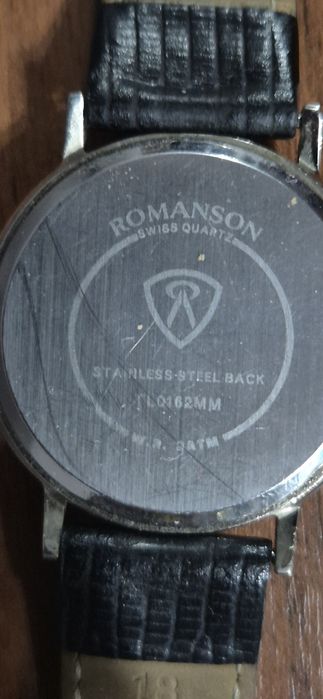 ROMANSON
SWISS QUARTZ
STAINLESS-STEEL BACK
TL0162MM
W.R. 3ATM
18